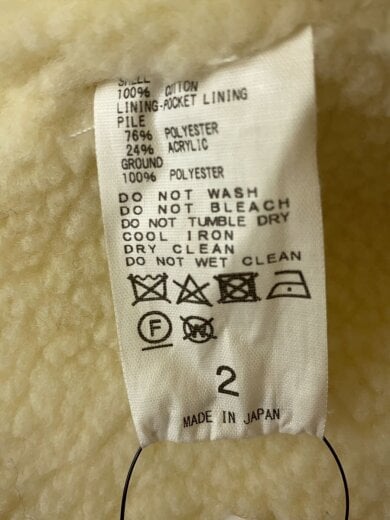 SHELL
100% COTTON
LINING-POCKET LINING
PILE
76% POLYESTER
24% ACRYLIC
GROUND
100% POLYESTER
DO NOT WASH
DO NOT BLEACH
DO NOT TUMBLE DRY
COOL IRON
DRY CLEAN
DO NOT WET CLEAN
F W
2
MADE IN JAPAN